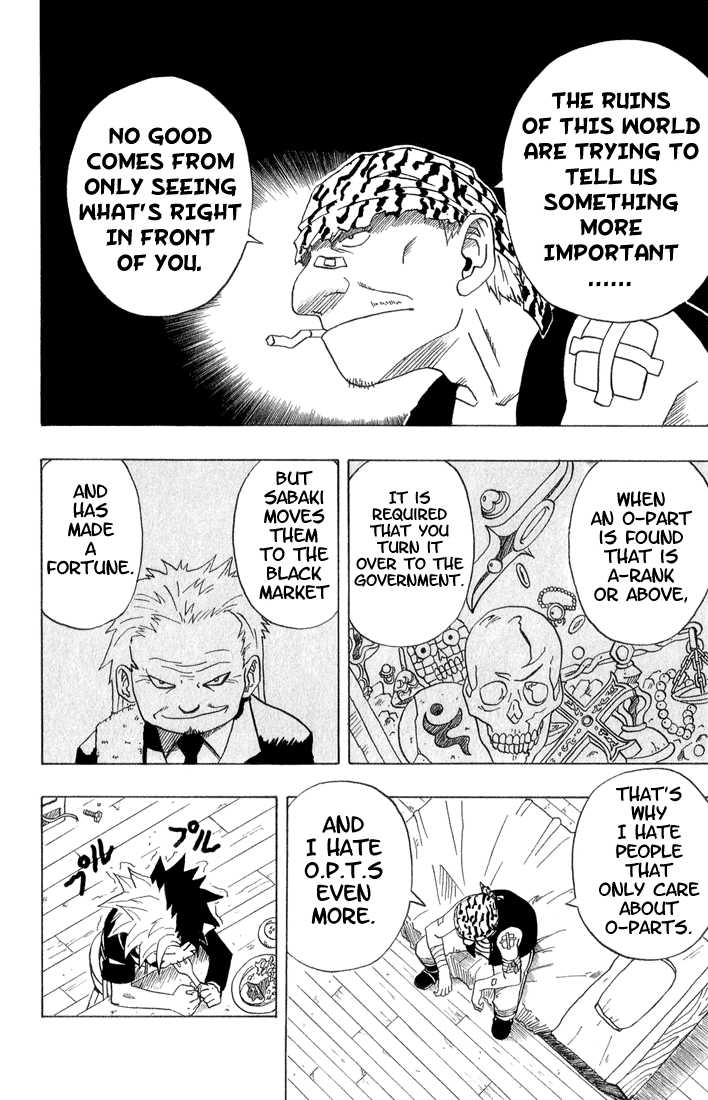 THE RUINS
OF THIS WORLD
ARE TRYING TO
TELL US
SOMETHING
MORE
IMPORTANT
......
NO GOOD
COMES FROM
ONLY SEEING
WHAT'S RIGHT
IN FRONT
OF YOU.
WHEN
AN O-PART
IS FOUND
THAT IS
A-RANK
OR ABOVE,
IT IS
REQUIRED
THAT YOU
TURN IT
OVER TO THE
GOVERNMENT.
BUT
SABAKI
MOVES
THEM
TO THE
BLACK
MARKET
AND
HAS
MADE
A
FORTUNE.
THAT'S
WHY
I HATE
PEOPLE
THAT
ONLY CARE
ABOUT
O-PARTS.
AND
I HATE
O.P.T.S
EVEN
MORE.
プル
プル